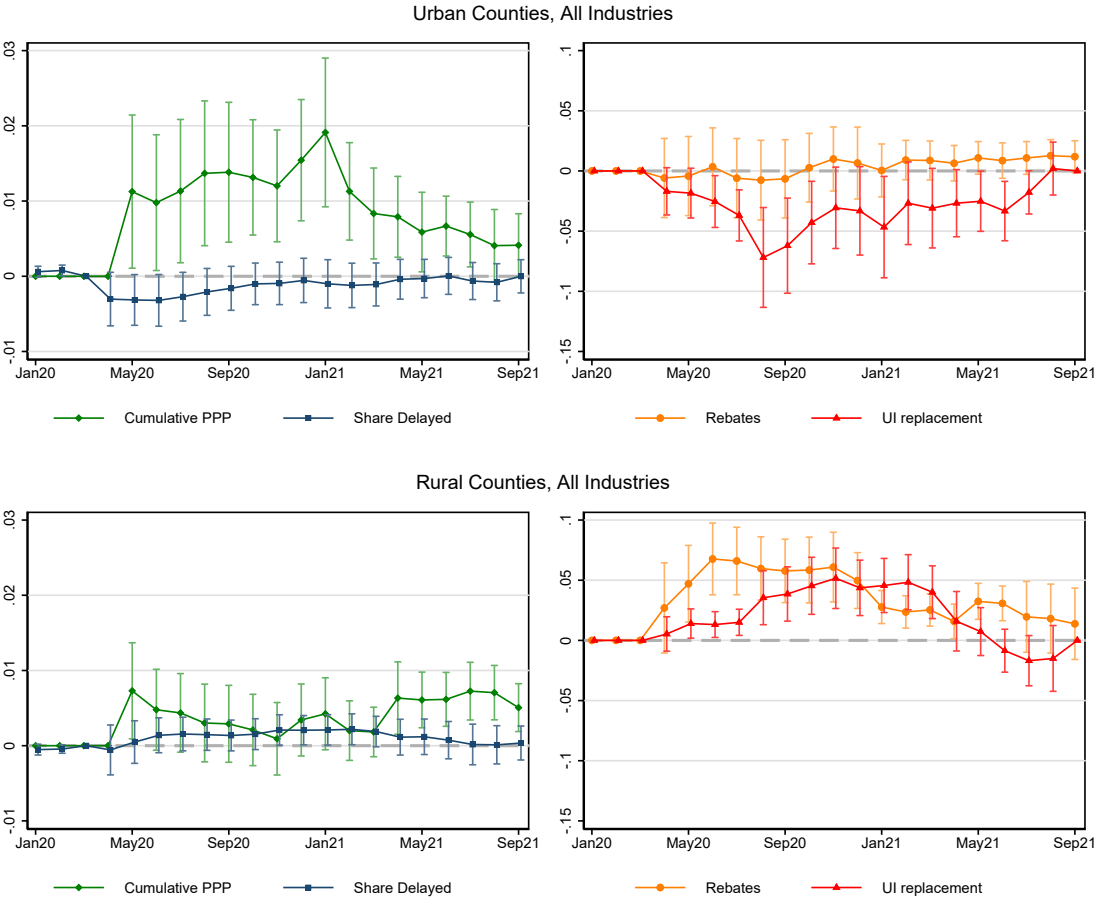 Urban Counties, All Industries
.03
.02
.01
0
-.01
Jan20 May20 Sep20 Jan21 May21 Sep21
Cumulative PPP Share Delayed
.1
.05
0
-.05
-.1
-.15
Jan20 May20 Sep20 Jan21 May21 Sep21
Rebates UI replacement
Rural Counties, All Industries
.03
.02
.01
0
-.01
Jan20 May20 Sep20 Jan21 May21 Sep21
Cumulative PPP Share Delayed
.1
.05
0
-.05
-.1
-.15
Jan20 May20 Sep20 Jan21 May21 Sep21
Rebates UI replacement